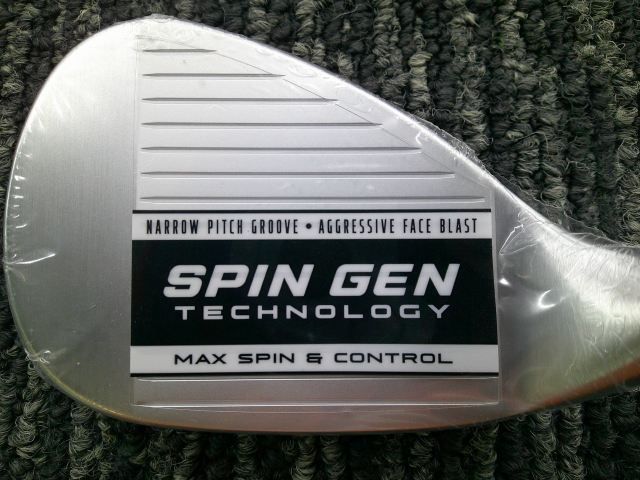 NARROW PITCH GROOVE • AGGRESSIVE FACE BLAST
SPIN GEN
TECHNOLOGY
MAX SPIN & CONTROL